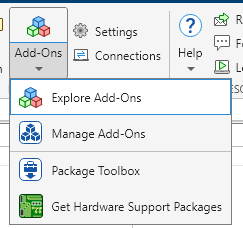 Add-Ons
Settings
Connections
Help
Explore Add-Ons
Manage Add-Ons
Package Toolbox
Get Hardware Support Packages